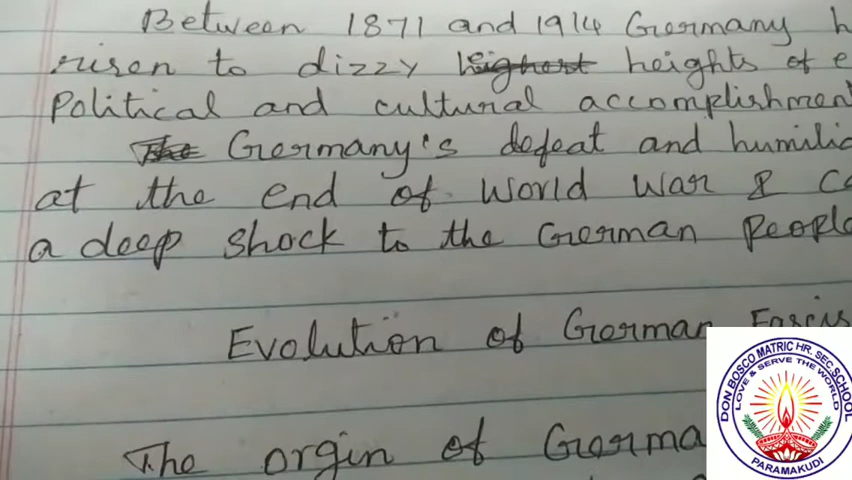 Between 1871 and 1914 Germany h
risen to dizzy highest heights of e
Political and cultural accomplishmen
The Germany's defeat and humilia
at the end of World War & ca
a deep shock to the German People
Evolution of German Fascis
The orgin of Germa
DON BOSCO MATRIC HR. SEC. SCHOOL
LOVE & SERVE THE WORLD
PARAMAKUDI